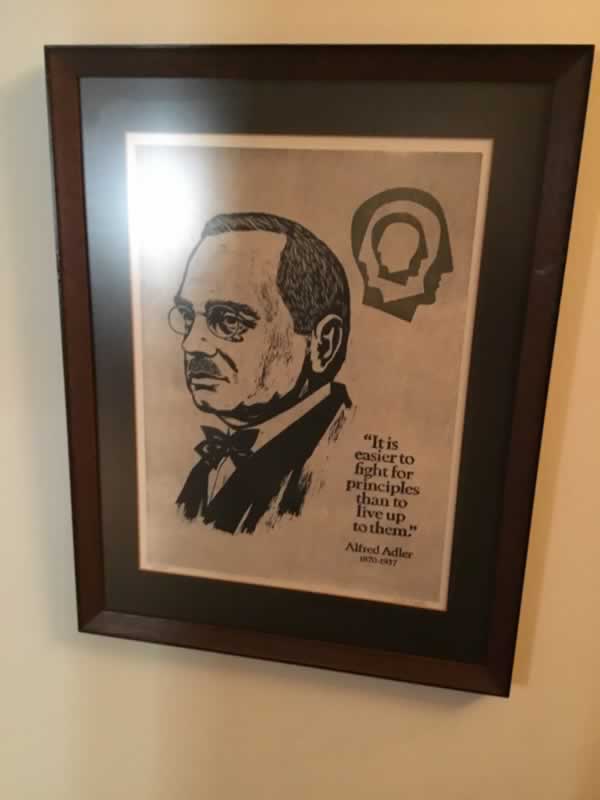 “It is
easier to
fight for
principles
than to
live up
to them.”
Alfred Adler
1870-1937